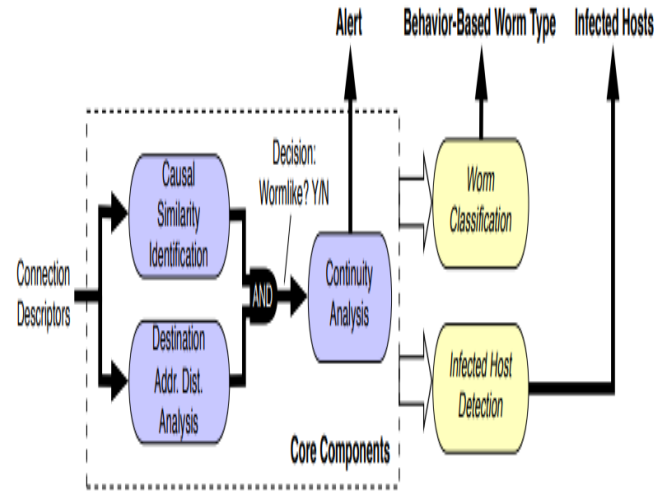 Alert
Behavior-Based Worm Type
Infected Hosts
Causal
Similarity
Identification
Decision:
Wormlike? Y/N
Worm
Classification
Connection
Descriptors
AND
Continuity
Analysis
Destination
Addr. Dist.
Analysis
Infected Host
Detection
Core Components